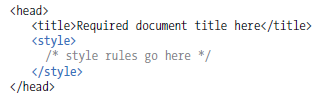 <head>
<title>Required document title here</title>
<style>
/* style rules go here */
</style>
</head>